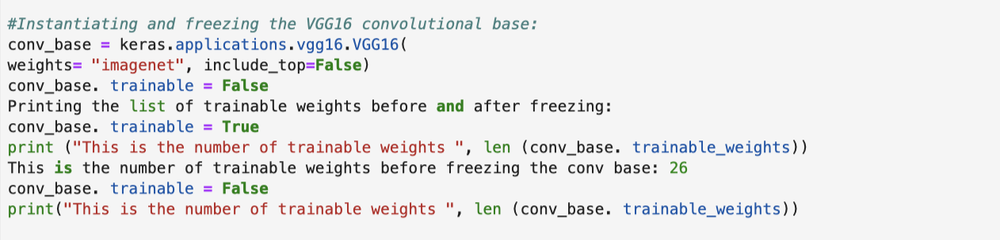 #Instantiating and freezing the VGG16 convolutional base:
conv_base = keras.applications.vgg16.VGG16(
weights= "imagenet", include_top=False)
conv_base. trainable = False
Printing the list of trainable weights before and after freezing:
conv_base. trainable = True
print ("This is the number of trainable weights ", len (conv_base. trainable_weights))
This is the number of trainable weights before freezing the conv base: 26
conv_base. trainable = False
print("This is the number of trainable weights ", len (conv_base. trainable_weights))